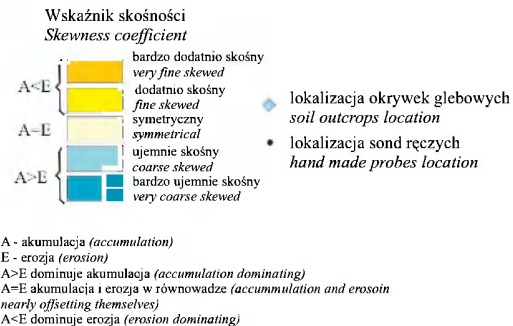 Wskaźnik skośności
Skewness coefficient
bardzo dodatnio skośny
very fine skewed
A<E
dodatnio skośny
fine skewed
A=E
symetryczny
symmetrical
ujemnie skośny
coarse skewed
A>E
bardzo ujemnie skośny
very coarse skewed
lokalizacja okrywek glebowych
soil outcrops location
lokalizacja sond ręczych
hand made probes location
A - akumulacja (accumulation)
E - erozja (erosion)
A>E dominuje akumulacja (accumulation dominating)
A=E akumulacja i erozja w równowadze (accummulation and erosoin
nearly offsetting themselves)
A<E dominuje erozja (erosion dominating)